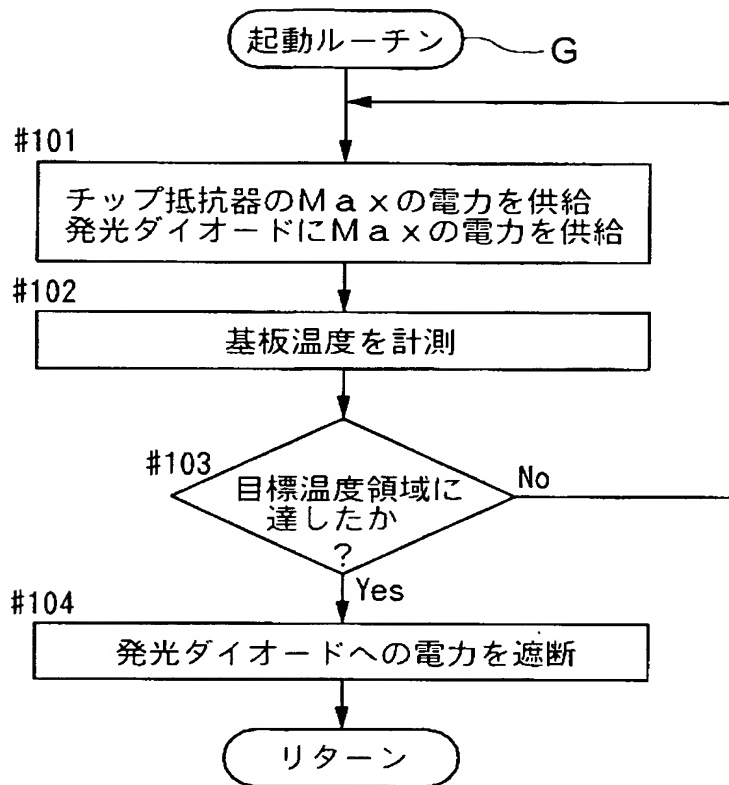 起動ルーチン
G
#101
チップ抵抗器のMaxの電力を供給
発光ダイオードにMaxの電力を供給
#102
基板温度を計測
#103
目標温度領域に
達したか
?
No
Yes
#104
発光ダイオードへの電力を遮断
リターン